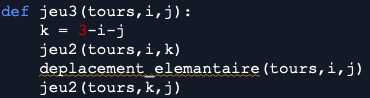 def jeu3(tours,i,j):
    k = 3-i-j
    jeu2(tours,i,k)
    deplacement_elemantaire(tours,i,j)
    jeu2(tours,k,j)